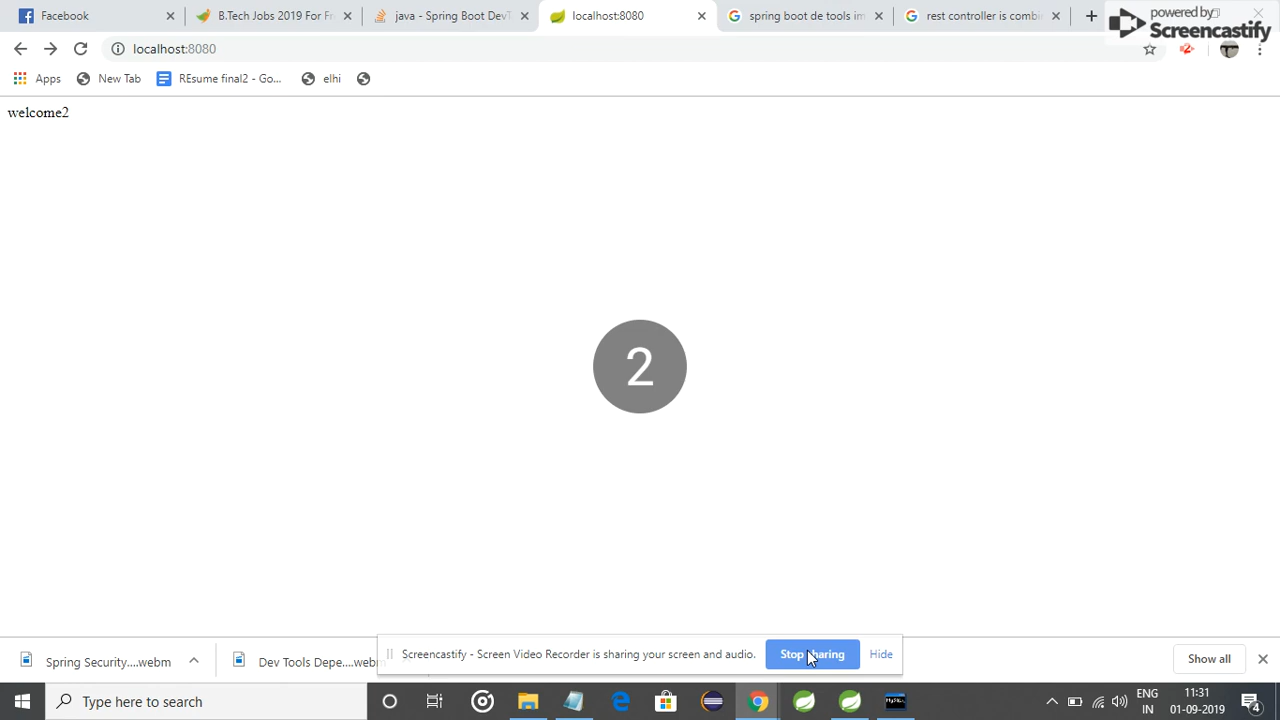 Facebook
B.Tech Jobs 2019 For Fr
java - Spring Boot DevT
localhost:8080
spring boot de tools im
rest controller is combi
powered by
Screencastify
localhost:8080
Apps
New Tab
REsume final2 - Go...
elhi
welcome2
2
Spring Security....webm
Dev Tools Depe....webm
Screencastify - Screen Video Recorder is sharing your screen and audio.
Stop sharing
Hide
Show all
Type here to search
ENG
IN
11:31
01-09-2019
4